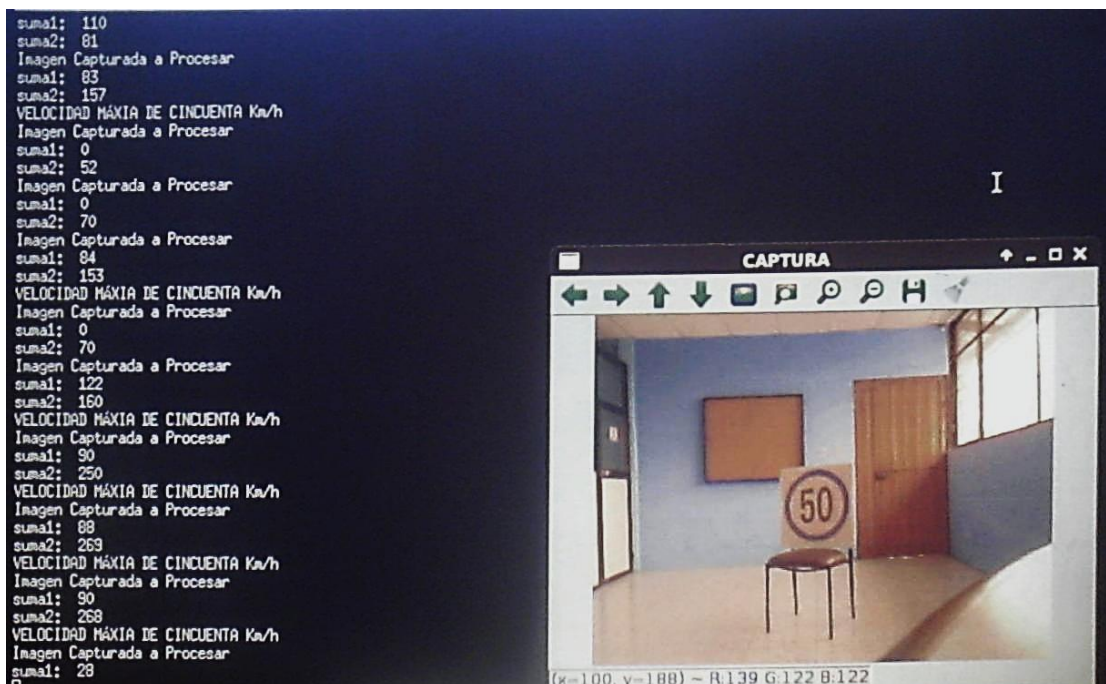 suma1: 110
suma2: 81
Imagen Capturada a Procesar
suma1: 83
suma2: 157
VELOCIDAD MÁXIA DE CINCUENTA Km/h
Imagen Capturada a Procesar
suma1: 0
suma2: 52
Imagen Capturada a Procesar
suma1: 0
suma2: 70
Imagen Capturada a Procesar
suma1: 84
suma2: 153
VELOCIDAD MÁXIA DE CINCUENTA Km/h
Imagen Capturada a Procesar
suma1: 0
suma2: 70
Imagen Capturada a Procesar
suma1: 122
suma2: 160
VELOCIDAD MÁXIA DE CINCUENTA Km/h
Imagen Capturada a Procesar
suma1: 90
suma2: 250
VELOCIDAD MÁXIA DE CINCUENTA Km/h
Imagen Capturada a Procesar
suma1: 88
suma2: 269
VELOCIDAD MÁXIA DE CINCUENTA Km/h
Imagen Capturada a Procesar
suma1: 90
suma2: 268
VELOCIDAD MÁXIA DE CINCUENTA Km/h
Imagen Capturada a Procesar
suma1: 28
CAPTURA
50
(x=100, y=188) ~ R:139 G:122 B:122